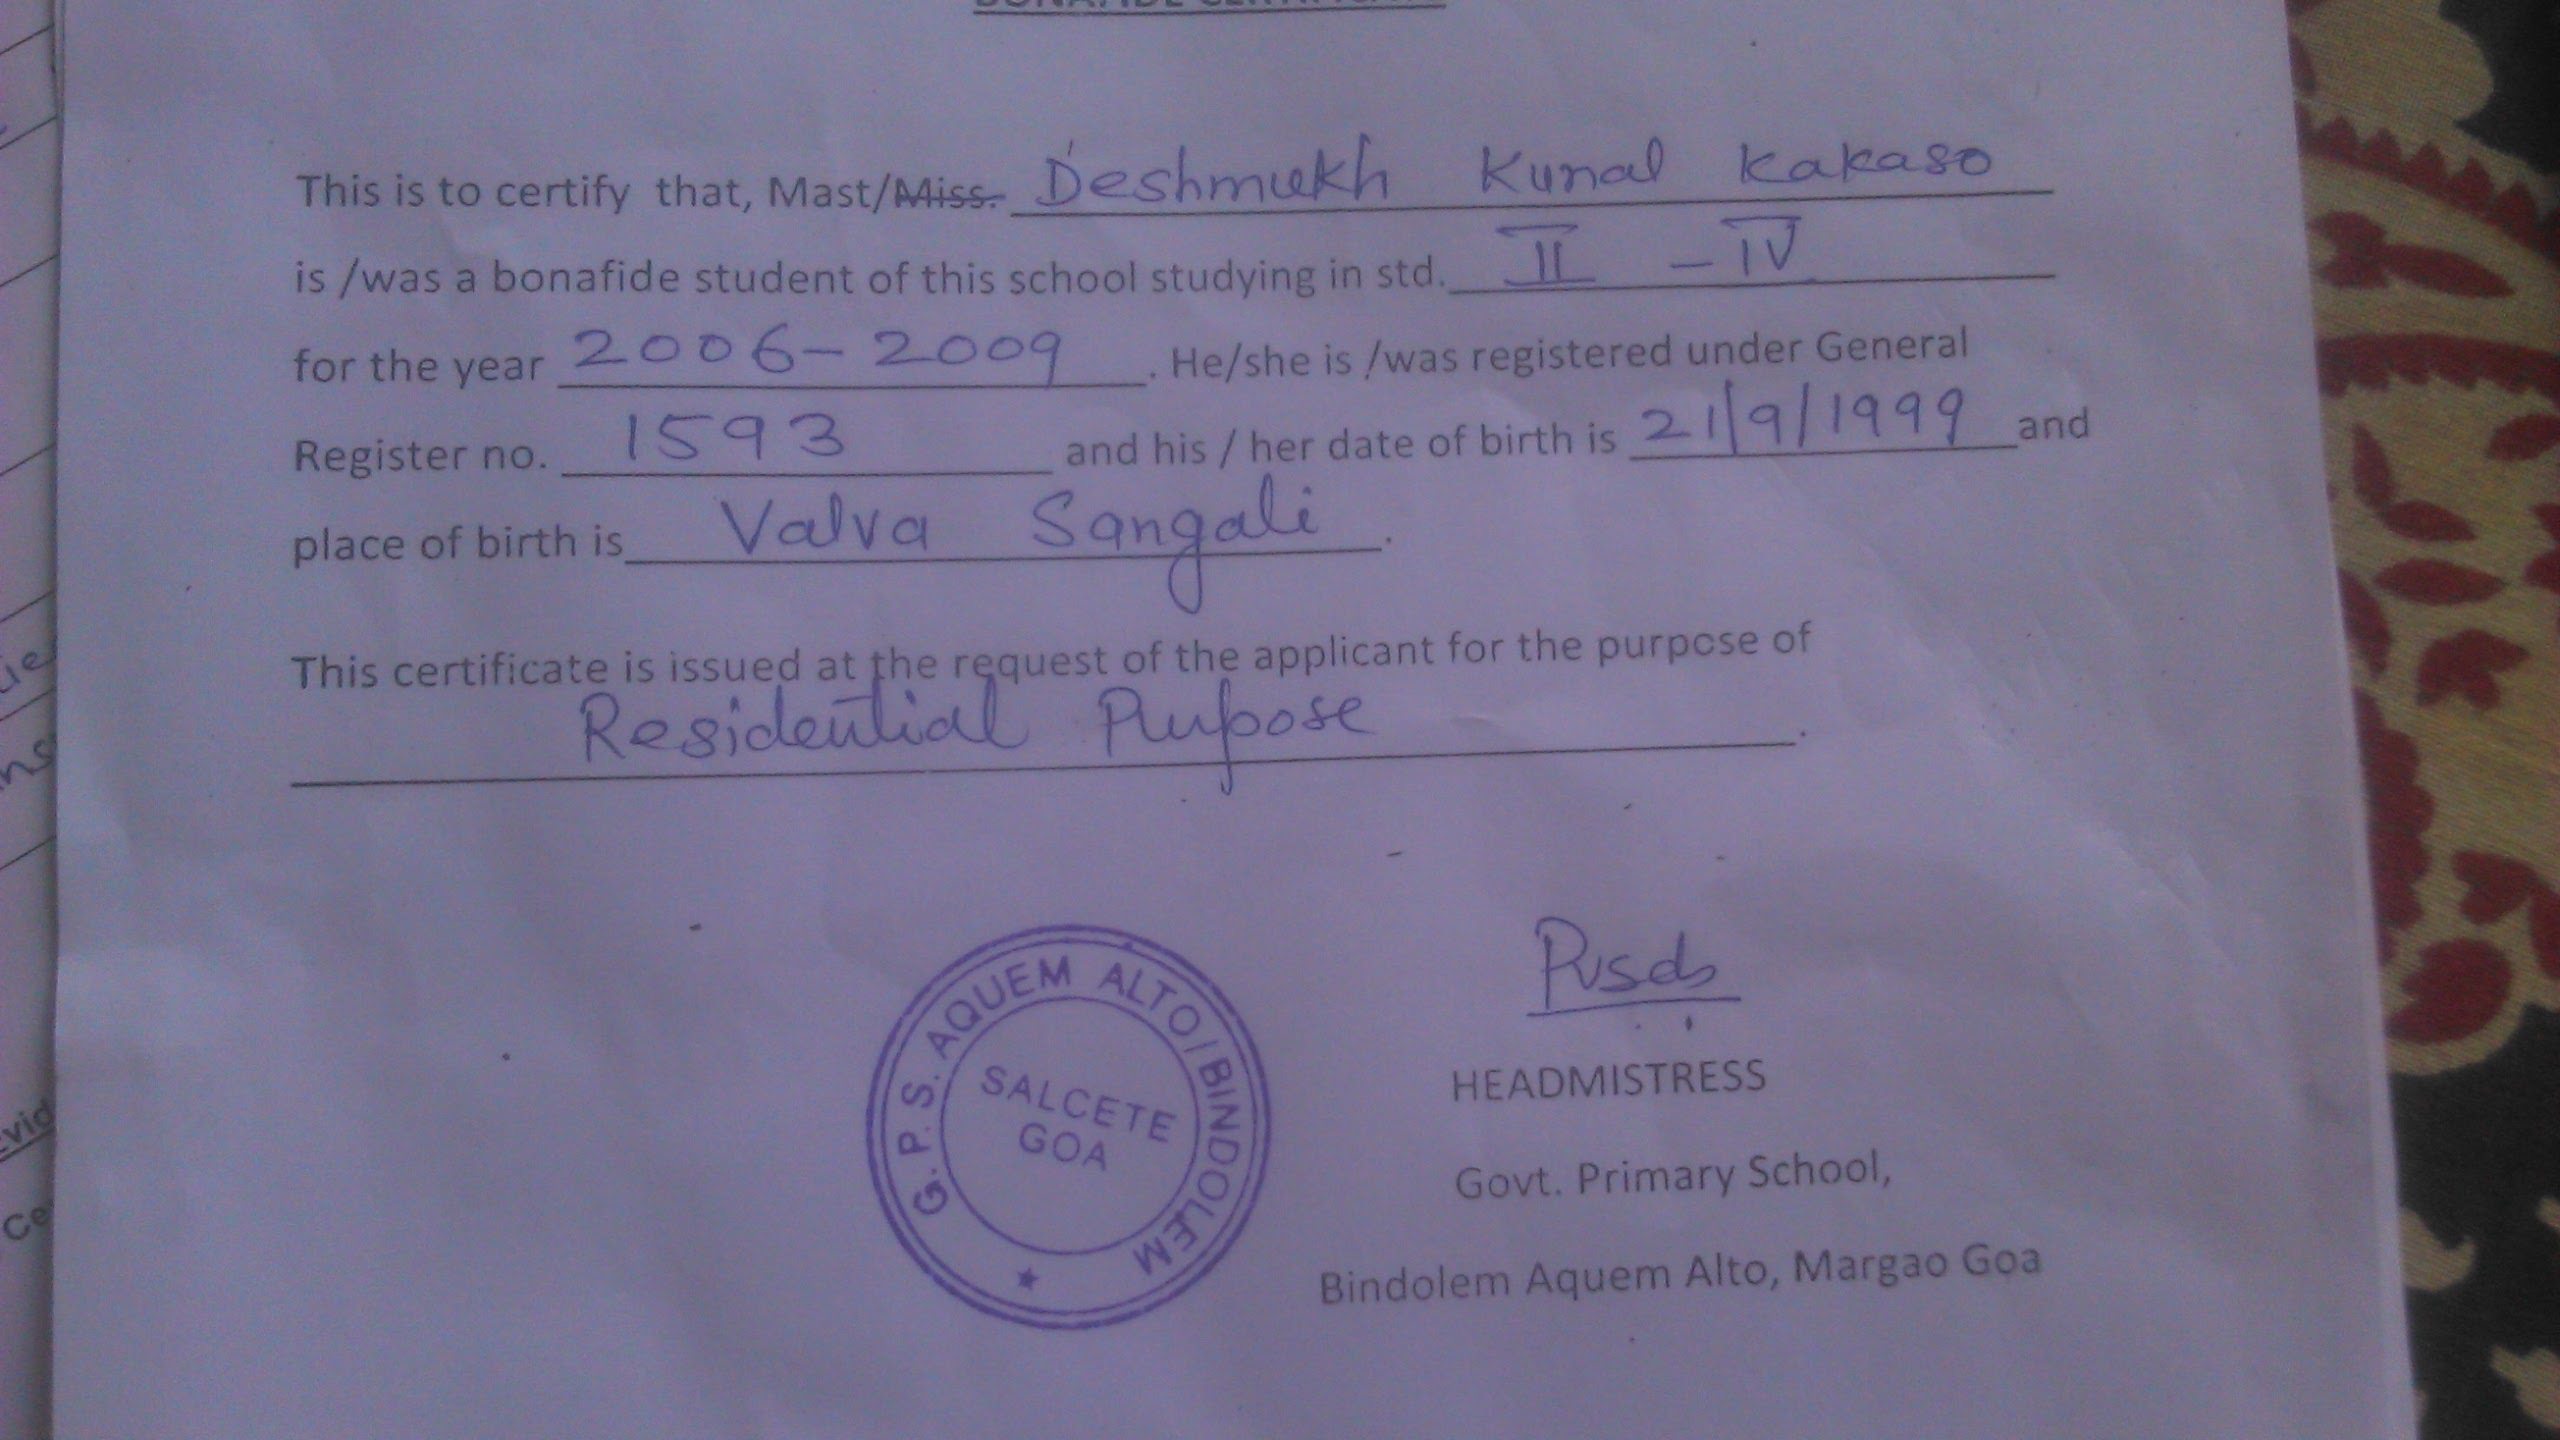 BONAFIDE CERTIFICATE
This is to certify that, Mast/Miss. Deshmukh Kunal Kakaso
is /was a bonafide student of this school studying in std. II - IV
for the year 2006-2009. He/she is /was registered under General
Register no. 1593 and his / her date of birth is 21/9/1999 and
place of birth is Valva Sangali.
This certificate is issued at the request of the applicant for the purpose of
Residential Purpose.
G.P.S. AQUEM ALTO/BINDOLEM
SALCETE
GOA
HEADMISTRESS
Govt. Primary School,
Bindolem Aquem Alto, Margao Goa